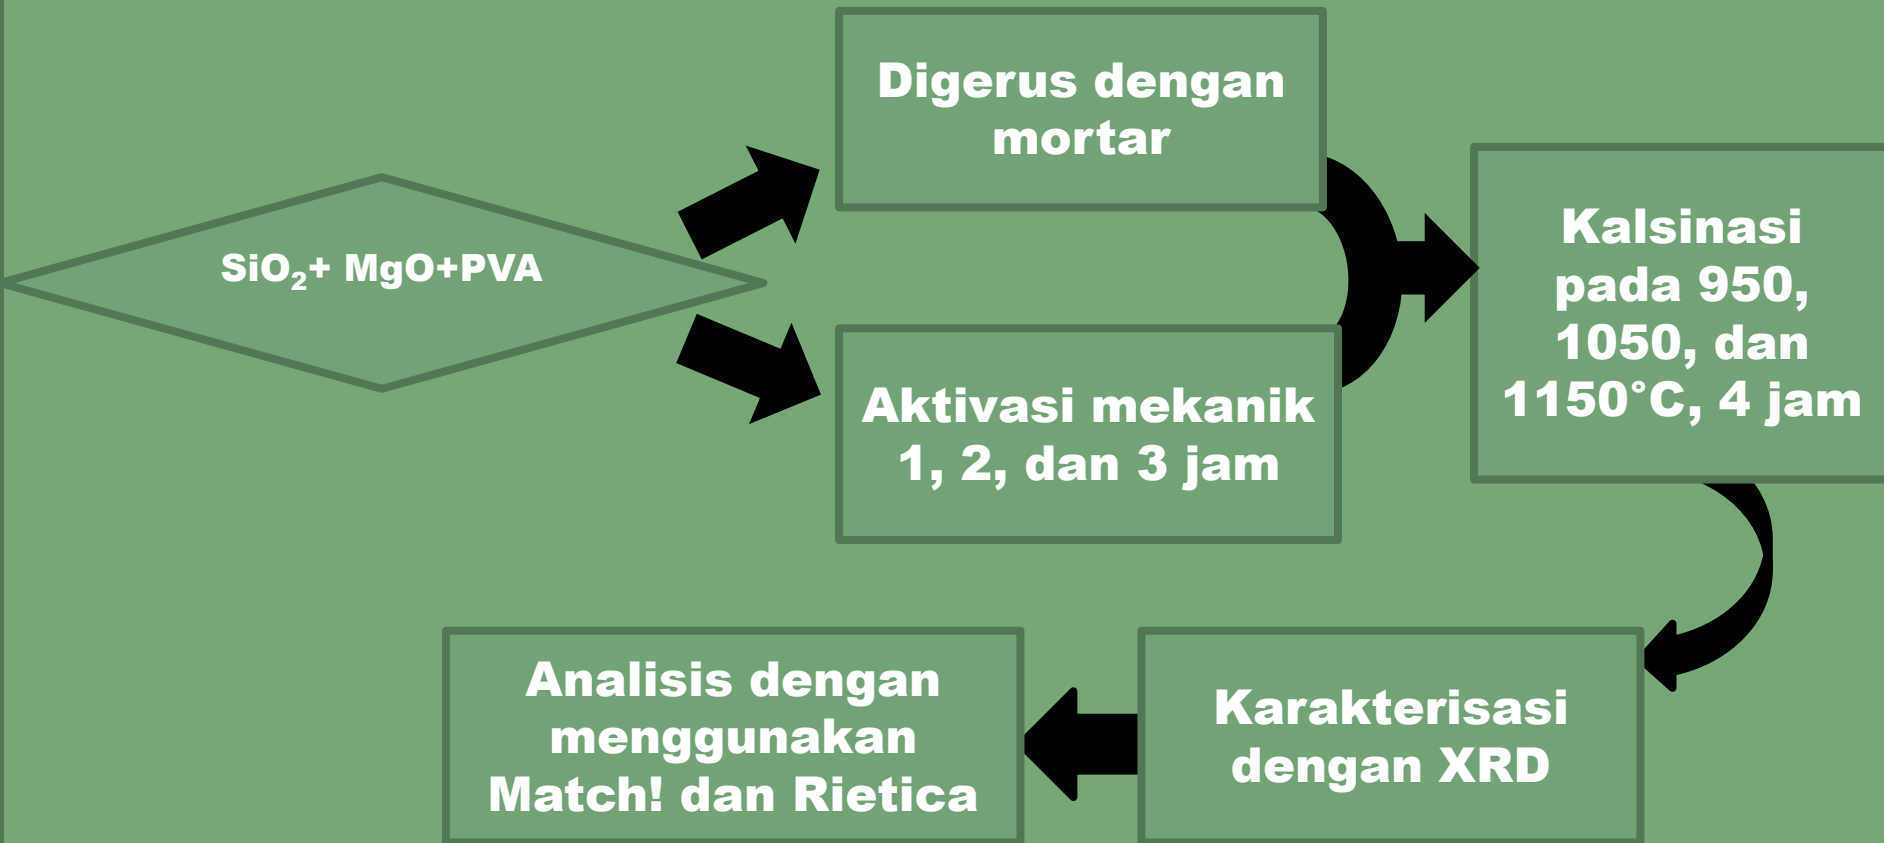 Digerus dengan
mortar
SiO₂+ MgO+PVA
Kalsinasi
pada 950,
1050, dan
1150°C, 4 jam
Aktivasi mekanik
1, 2, dan 3 jam
Analisis dengan
menggunakan
Match! dan Rietica
Karakterisasi
dengan XRD